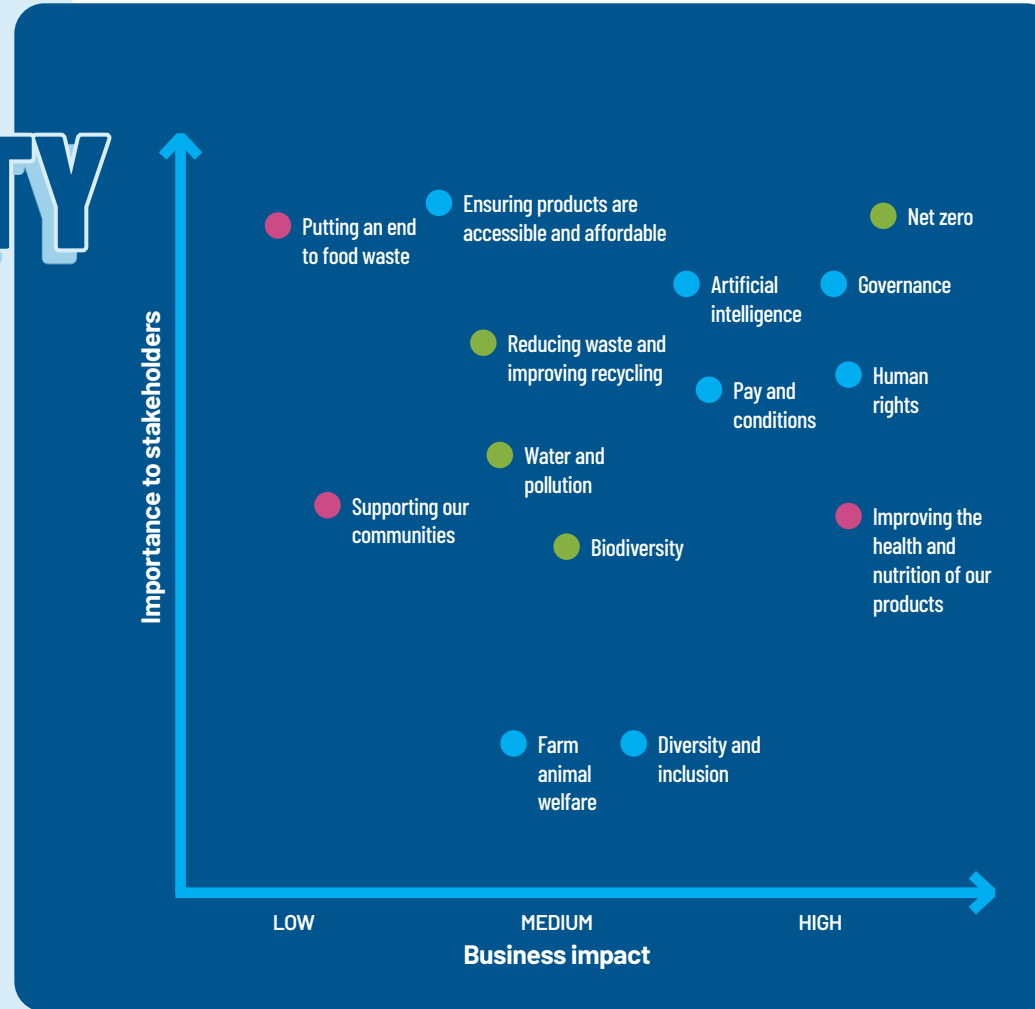 TY
Ensuring products are
accessible and affordable
Putting an end
to food waste
Net zero
Artificial
intelligence
Governance
Reducing waste and
improving recycling
Pay and
conditions
Human
rights
Water and
pollution
Supporting our
communities
Biodiversity
Improving the
health and
nutrition of our
products
Farm
animal
welfare
Diversity and
inclusion
Importance to stakeholders
LOW
MEDIUM
HIGH
Business impact